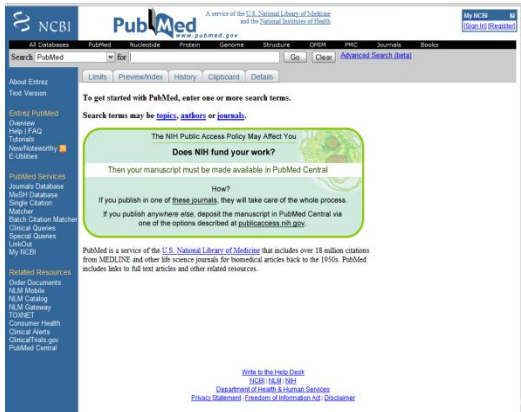 NCBI
PubMed
www.pubmed.gov
A service of the U.S. National Library of Medicine
and the National Institutes of Health
My NCBI
[Sign In] [Register]
All Databases PubMed Nucleotide Protein Genome Structure OMIM PMC Journals Books
Search PubMed for Go Clear Advanced Search (beta)
Limits Preview/Index History Clipboard Details
About Entrez
Text Version
Entrez PubMed
Overview
Help | FAQ
Tutorials
New/Noteworthy
E-Utilities
PubMed Services
Journals Database
MeSH Database
Single Citation
Matcher
Batch Citation Matcher
Clinical Queries
Special Queries
LinkOut
My NCBI
Related Resources
Order Documents
NLM Mobile
NLM Catalog
NLM Gateway
TOXNET
Consumer Health
Clinical Alerts
ClinicalTrials.gov
PubMed Central
To get started with PubMed, enter one or more search terms.
Search terms may be topics, authors or journals.
The NIH Public Access Policy May Affect You
Does NIH fund your work?
Then your manuscript must be made available in PubMed Central
How?
If you publish in one of these journals, they will take care of the whole process.
If you publish anywhere else, deposit the manuscript in PubMed Central via
one of the options described at publicaccess.nih.gov.
PubMed is a service of the U.S. National Library of Medicine that includes over 18 million citations
from MEDLINE and other life science journals for biomedical articles back to the 1950s. PubMed
includes links to full text articles and other related resources.
Write to the Help Desk
NCBI | NLM | NIH
Department of Health & Human Services
Privacy Statement | Freedom of Information Act | Disclaimer